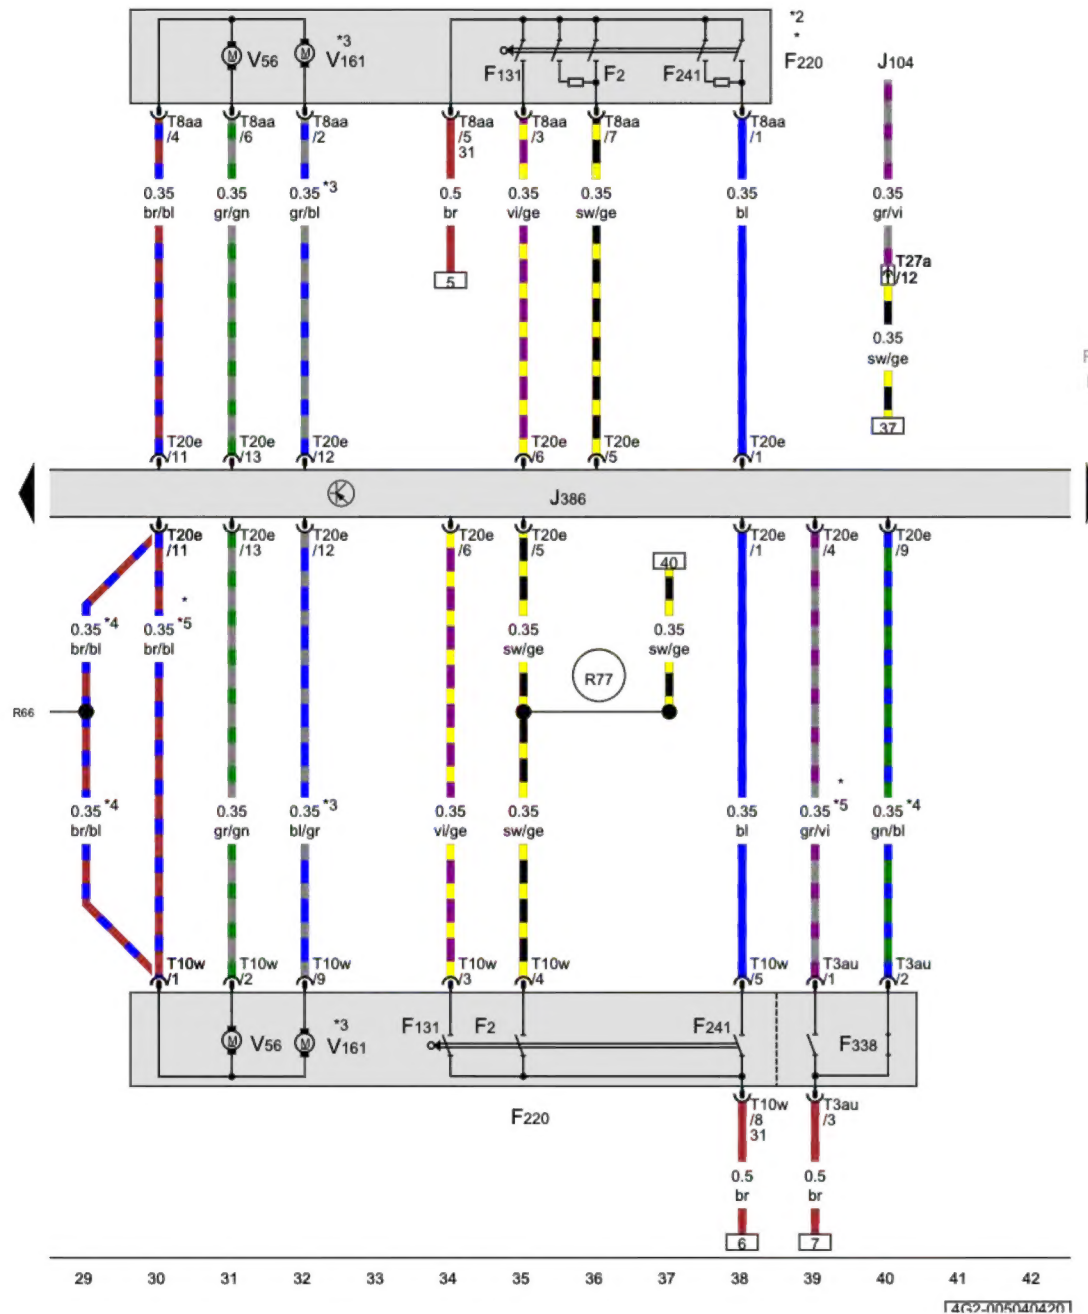 *2
*
F220
J104
M V56
*3
M V161
F131
F2
F241
T8aa
/4
T8aa
/6
T8aa
/2
T8aa
/5
31
T8aa
/3
T8aa
/7
T8aa
/1
0.35
br/bl
0.35
gr/gn
0.35 *3
gr/bl
0.5
br
0.35
vi/ge
0.35
sw/ge
0.35
bl
0.35
gr/vi
T27a
/12
5
0.35
sw/ge
37
T20e
/11
T20e
/13
T20e
/12
T20e
/6
T20e
/5
T20e
/1
J386
T20e
/11
T20e
/13
T20e
/12
T20e
/6
T20e
/5
T20e
/1
T20e
/4
T20e
/9
40
0.35 *4
br/bl
*
0.35 *5
br/bl
0.35
sw/ge
0.35
sw/ge
R77
R66
0.35 *4
br/bl
0.35
gr/gn
0.35 *3
bl/gr
0.35
vi/ge
0.35
sw/ge
0.35
bl
*
0.35 *5
gr/vi
0.35 *4
gn/bl
T10w
/1
T10w
/2
T10w
/9
T10w
/3
T10w
/4
T10w
/5
T3au
/1
T3au
/2
M V56
*3
M V161
F131
F2
F241
F338
F220
T10w
/8
31
T3au
/3
0.5
br
0.5
br
6
7
29 30 31 32 33 34 35 36 37 38 39 40 41 42
4G2-005040420